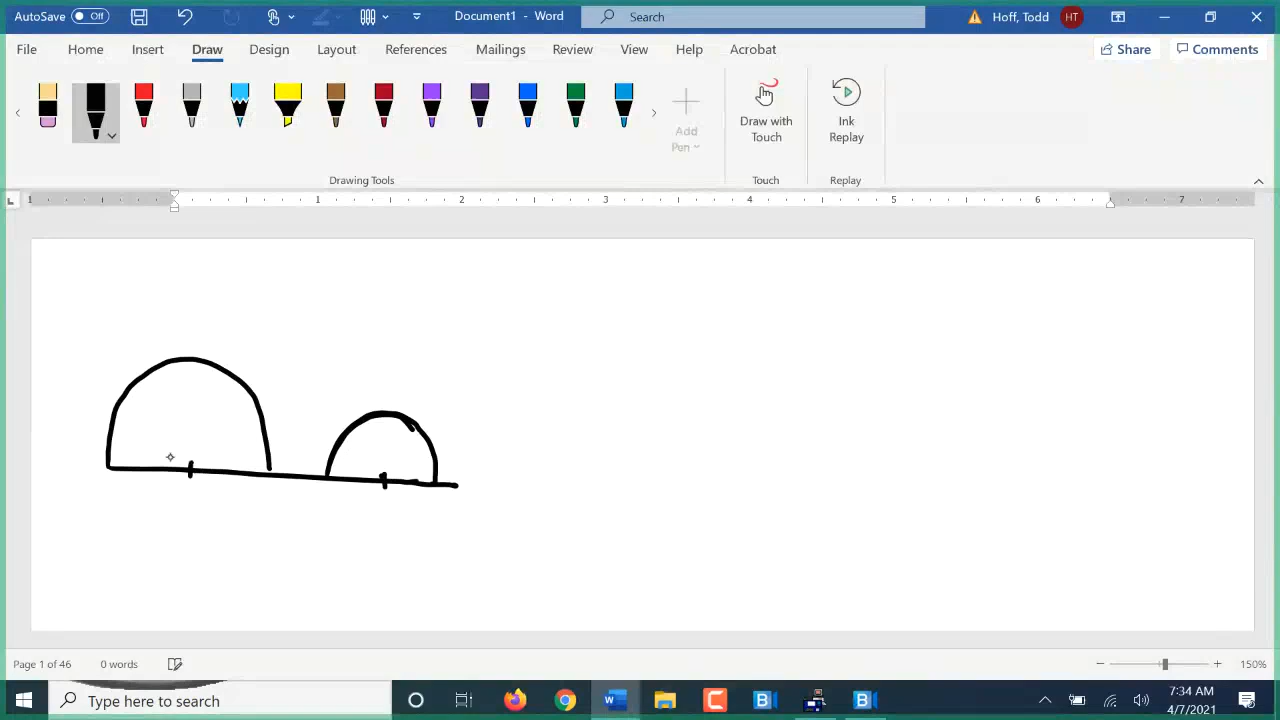 AutoSave Off Document1 - Word Search Hoff, Todd HT
File Home Insert Draw Design Layout References Mailings Review View Help Acrobat Share Comments
Add Pen
Draw with Touch
Ink Replay
Drawing Tools Touch Replay
1 1 2 3 4 5 6 7
Page 1 of 46 0 words 150%
Type here to search 7:34 AM
4/7/2021